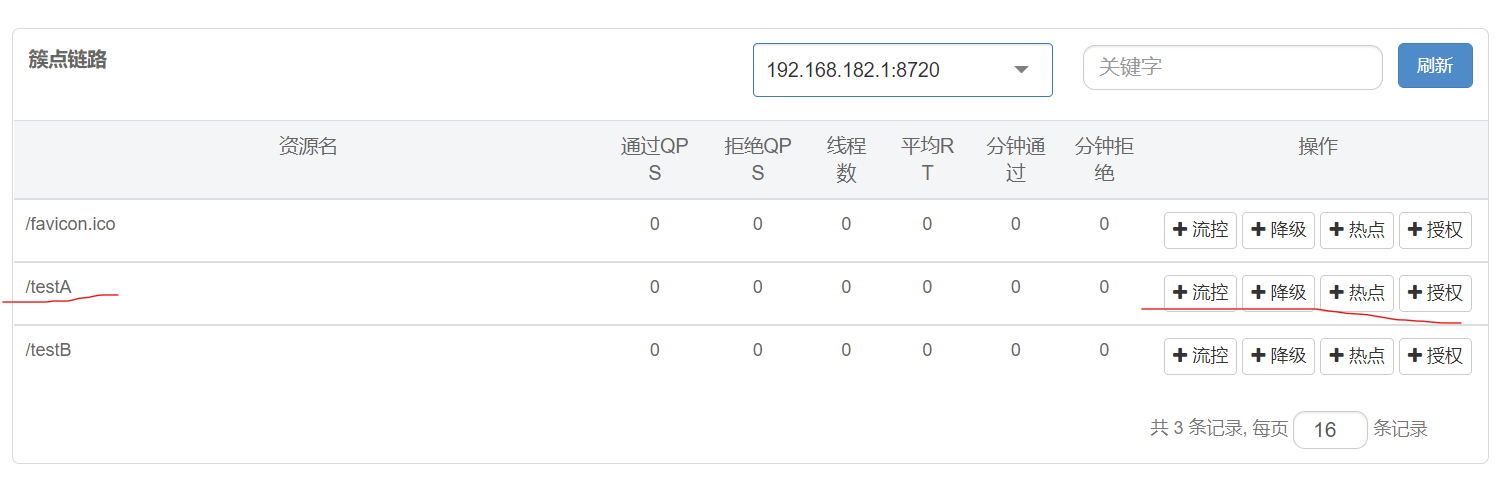 簇点链路 192.168.182.1:8720 关键字 刷新
资源名 通过QPS 拒绝QPS 线程数 平均RT 分钟通过 分钟拒绝 操作
/favicon.ico 0 0 0 0 0 0 流控 降级 热点 授权
/testA 0 0 0 0 0 0 流控 降级 热点 授权
/testB 0 0 0 0 0 0 流控 降级 热点 授权
共 3 条记录, 每页 16 条记录